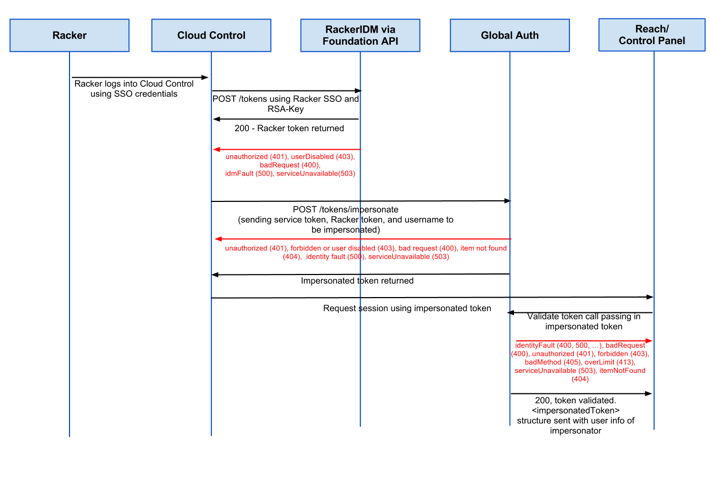 Racker
Cloud Control
RackerIDM via
Foundation API
Global Auth
Reach/
Control Panel
Racker logs into Cloud Control
using SSO credentials
POST /tokens using Racker SSO and
RSA-Key
200 - Racker token returned
unauthorized (401), userDisabled (403),
badRequest (400),
idmFault (500), serviceUnavailable(503)
POST /tokens/impersonate
(sending service token, Racker token, and username to
be impersonated)
unauthorized (401), forbidden or user disabled (403), bad request (400), item not found
(404), identity fault (500), serviceUnavailable (503)
Impersonated token returned
Request session using impersonated token
Validate token call passing in
impersonated token
identityFault (400, 500, …), badRequest
(400), unauthorized (401), forbidden (403),
badMethod (405), overLimit (413),
serviceUnavailable (503), itemNotFound
(404)
200, token validated.
<impersonatedToken>
structure sent with user info of
impersonator